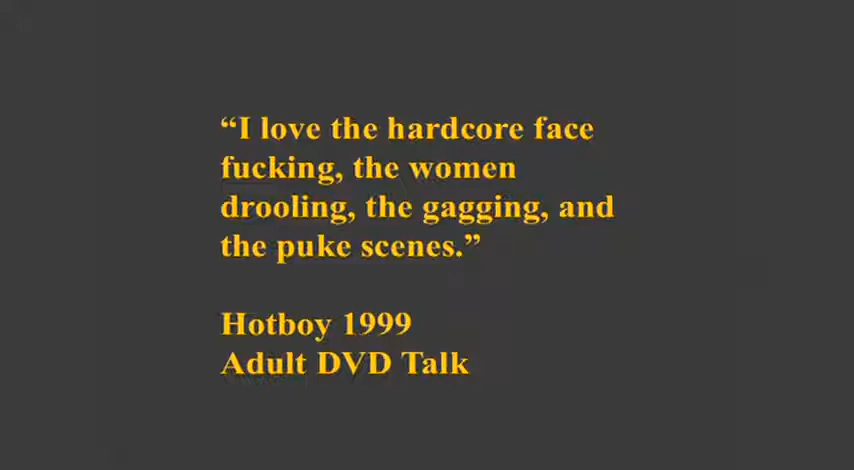 “I love the hardcore face
fucking, the women
drooling, the gagging, and
the puke scenes.”
Hotboy 1999
Adult DVD Talk